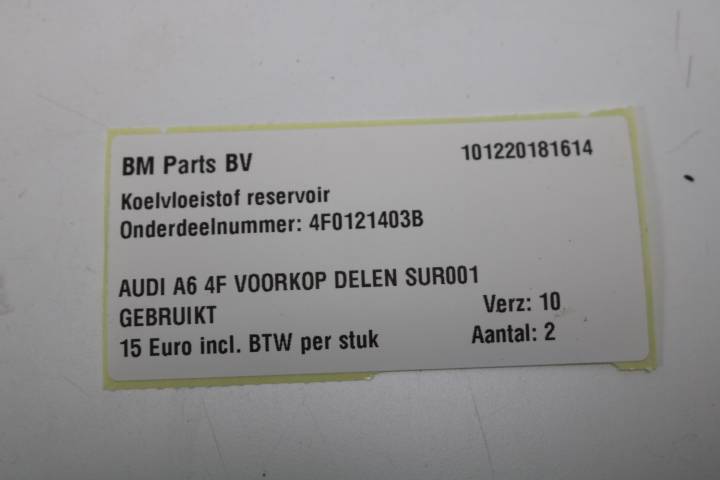 BM Parts BV 101220181614
Koelvloeistof reservoir
Onderdeelnummer: 4F0121403B
AUDI A6 4F VOORKOP DELEN SUR001
GEBRUIKT Verz: 10
15 Euro incl. BTW per stuk Aantal: 2